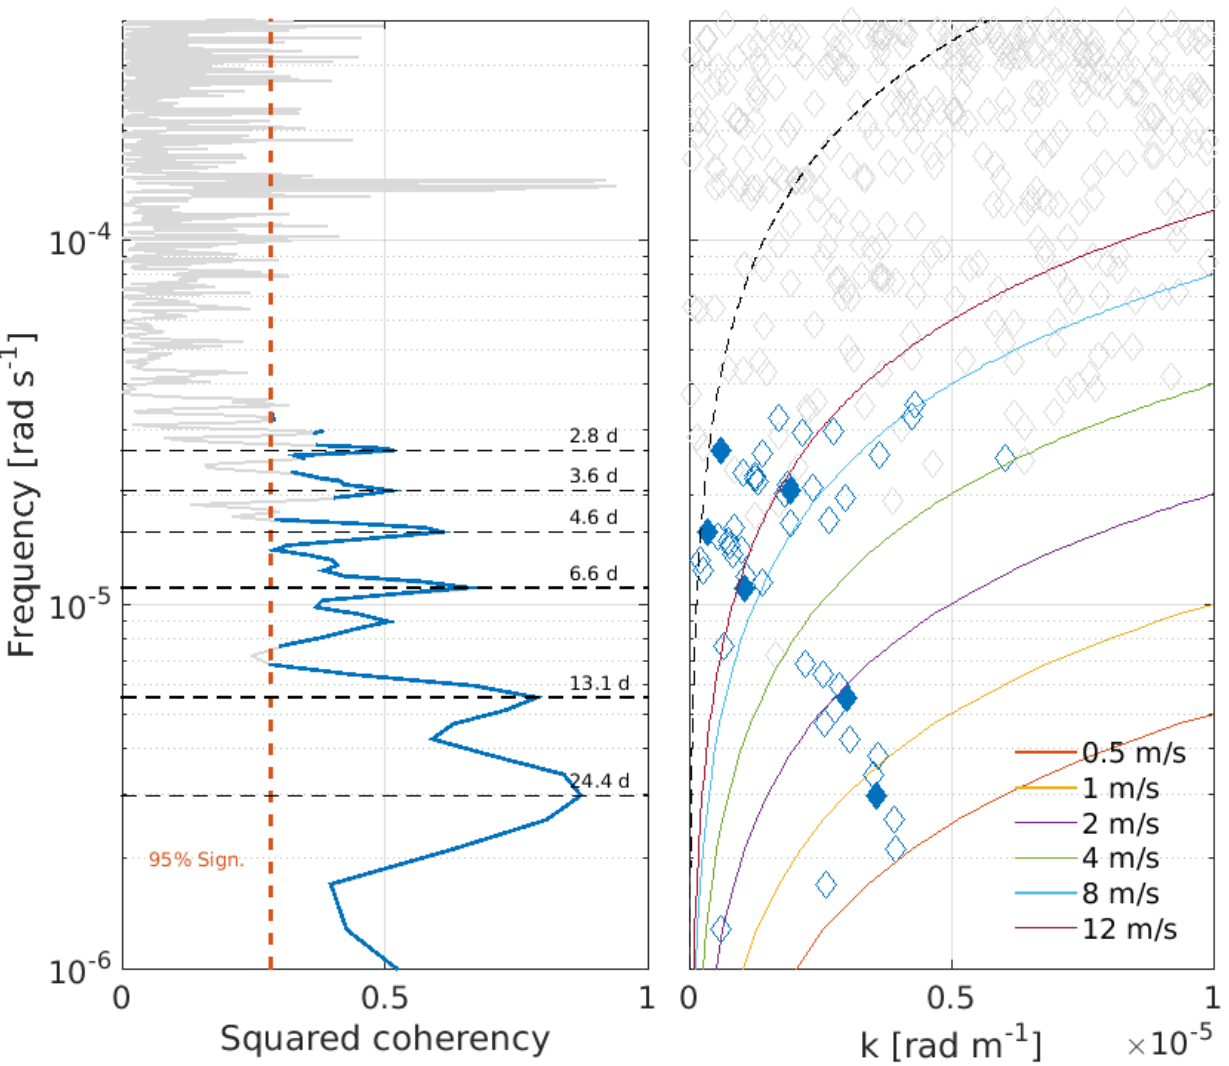 Frequency [rad s⁻¹]
10⁻⁴
10⁻⁵
10⁻⁶
2.8 d
3.6 d
4.6 d
6.6 d
13.1 d
24.4 d
95% Sign.
0
0.5
1
Squared coherency
0.5 m/s
1 m/s
2 m/s
4 m/s
8 m/s
12 m/s
0
0.5
1
k [rad m⁻¹]
×10⁻⁵